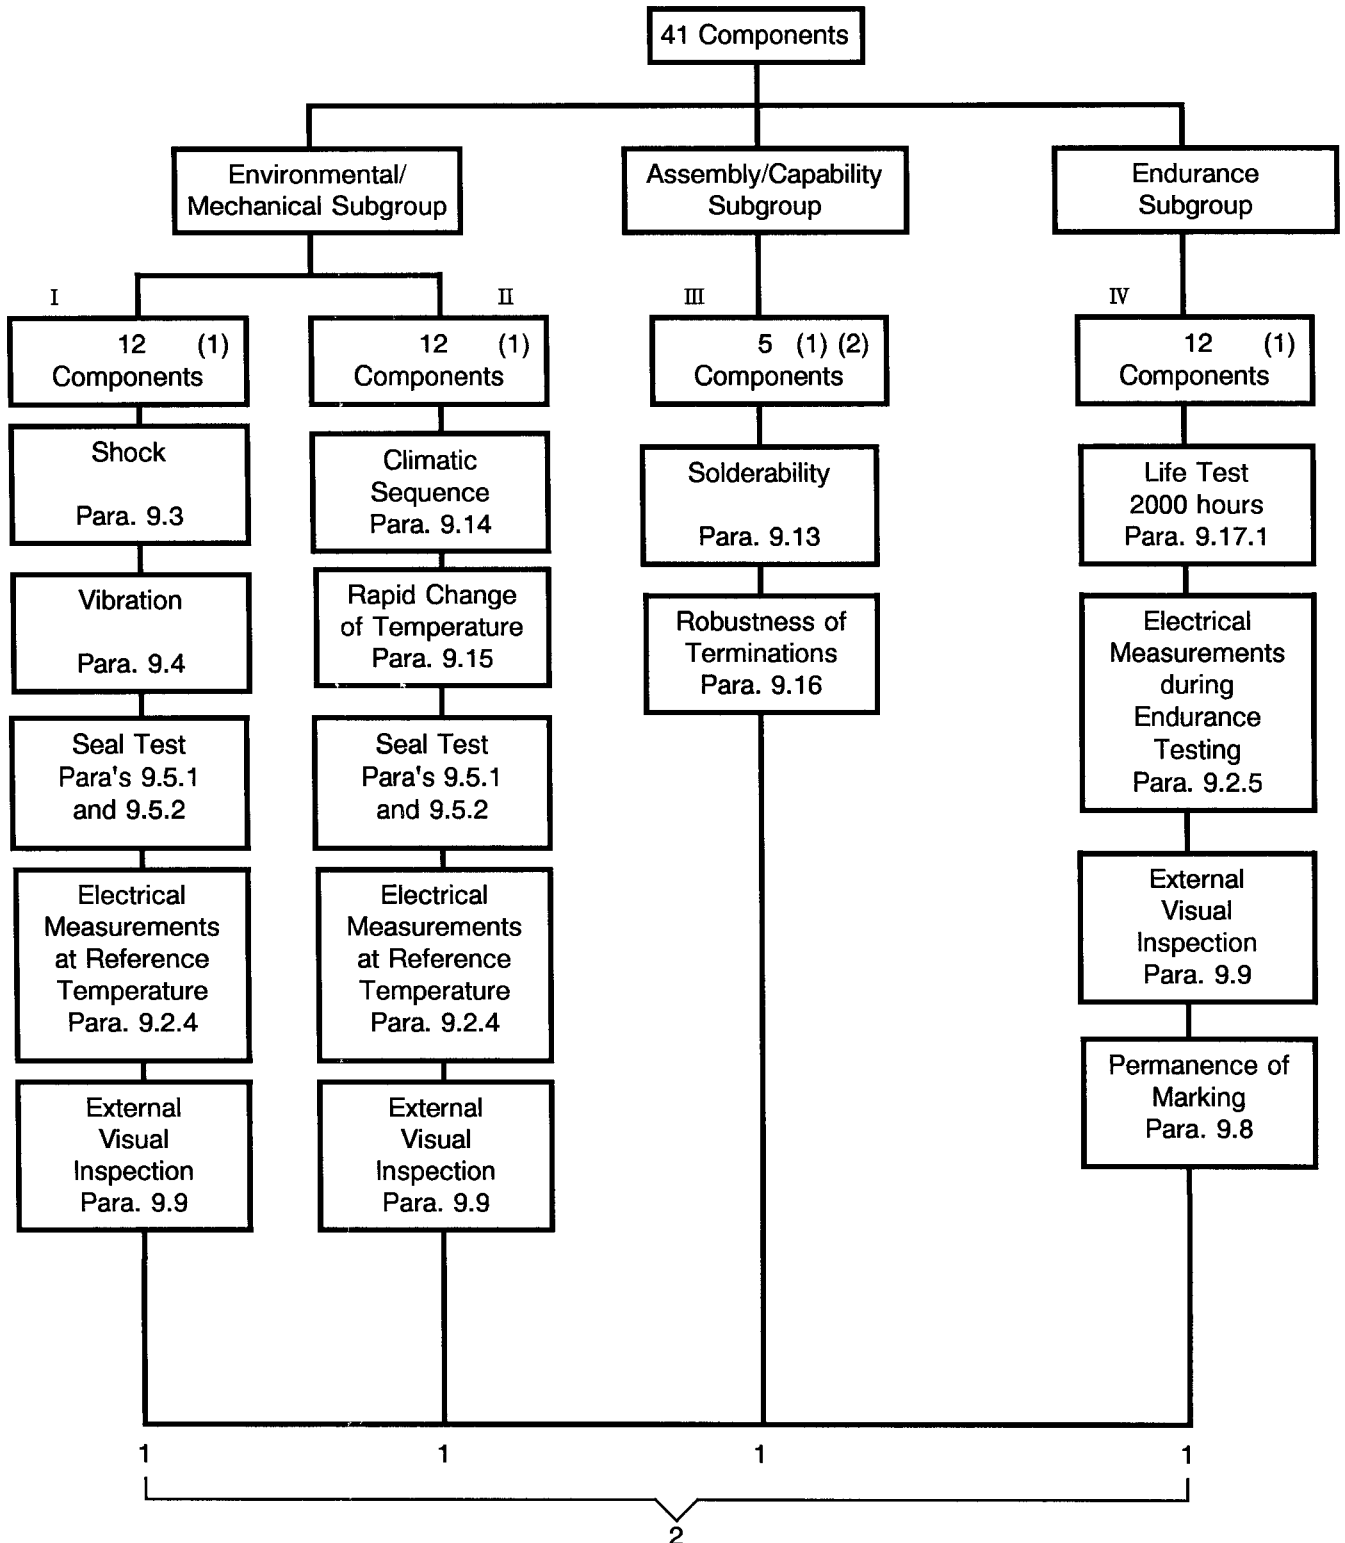 41 Components
Environmental/
Mechanical Subgroup
Assembly/Capability
Subgroup
Endurance
Subgroup
I
II
III
IV
12 (1)
Components
12 (1)
Components
5 (1) (2)
Components
12 (1)
Components
Shock
Para. 9.3
Vibration
Para. 9.4
Seal Test
Para's 9.5.1
and 9.5.2
Electrical
Measurements
at Reference
Temperature
Para. 9.2.4
External
Visual
Inspection
Para. 9.9
Climatic
Sequence
Para. 9.14
Rapid Change
of Temperature
Para. 9.15
Seal Test
Para's 9.5.1
and 9.5.2
Electrical
Measurements
at Reference
Temperature
Para. 9.2.4
External
Visual
Inspection
Para. 9.9
Solderability
Para. 9.13
Robustness of
Terminations
Para. 9.16
Life Test
2000 hours
Para. 9.17.1
Electrical
Measurements
during
Endurance
Testing
Para. 9.2.5
External
Visual
Inspection
Para. 9.9
Permanence of
Marking
Para. 9.8
1
1
1
1
2